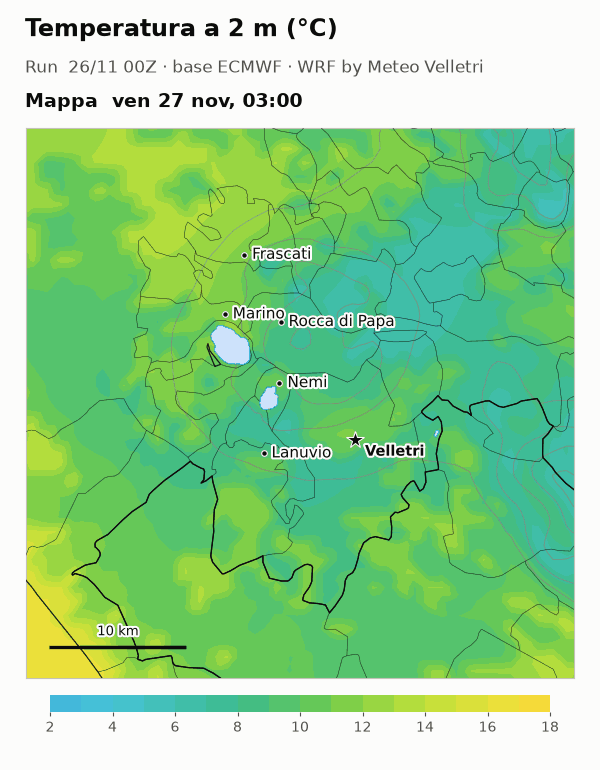 Temperatura a 2 m (°C)
Run  26/11 00Z · base ECMWF · WRF by Meteo Velletri
Mappa  ven 27 nov, 03:00
Frascati
Marino
Rocca di Papa
Nemi
Velletri
Lanuvio
10 km
2 4 6 8 10 12 14 16 18